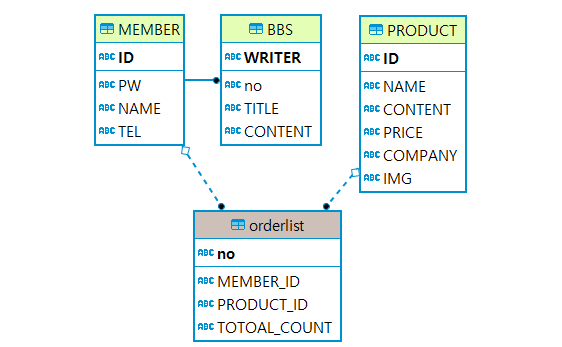 MEMBER
ABC ID
ABC PW
ABC NAME
ABC TEL
BBS
ABC WRITER
ABC no
ABC TITLE
ABC CONTENT
PRODUCT
ABC ID
ABC NAME
ABC CONTENT
ABC PRICE
ABC COMPANY
ABC IMG
orderlist
ABC no
ABC MEMBER_ID
ABC PRODUCT_ID
ABC TOTOAL_COUNT